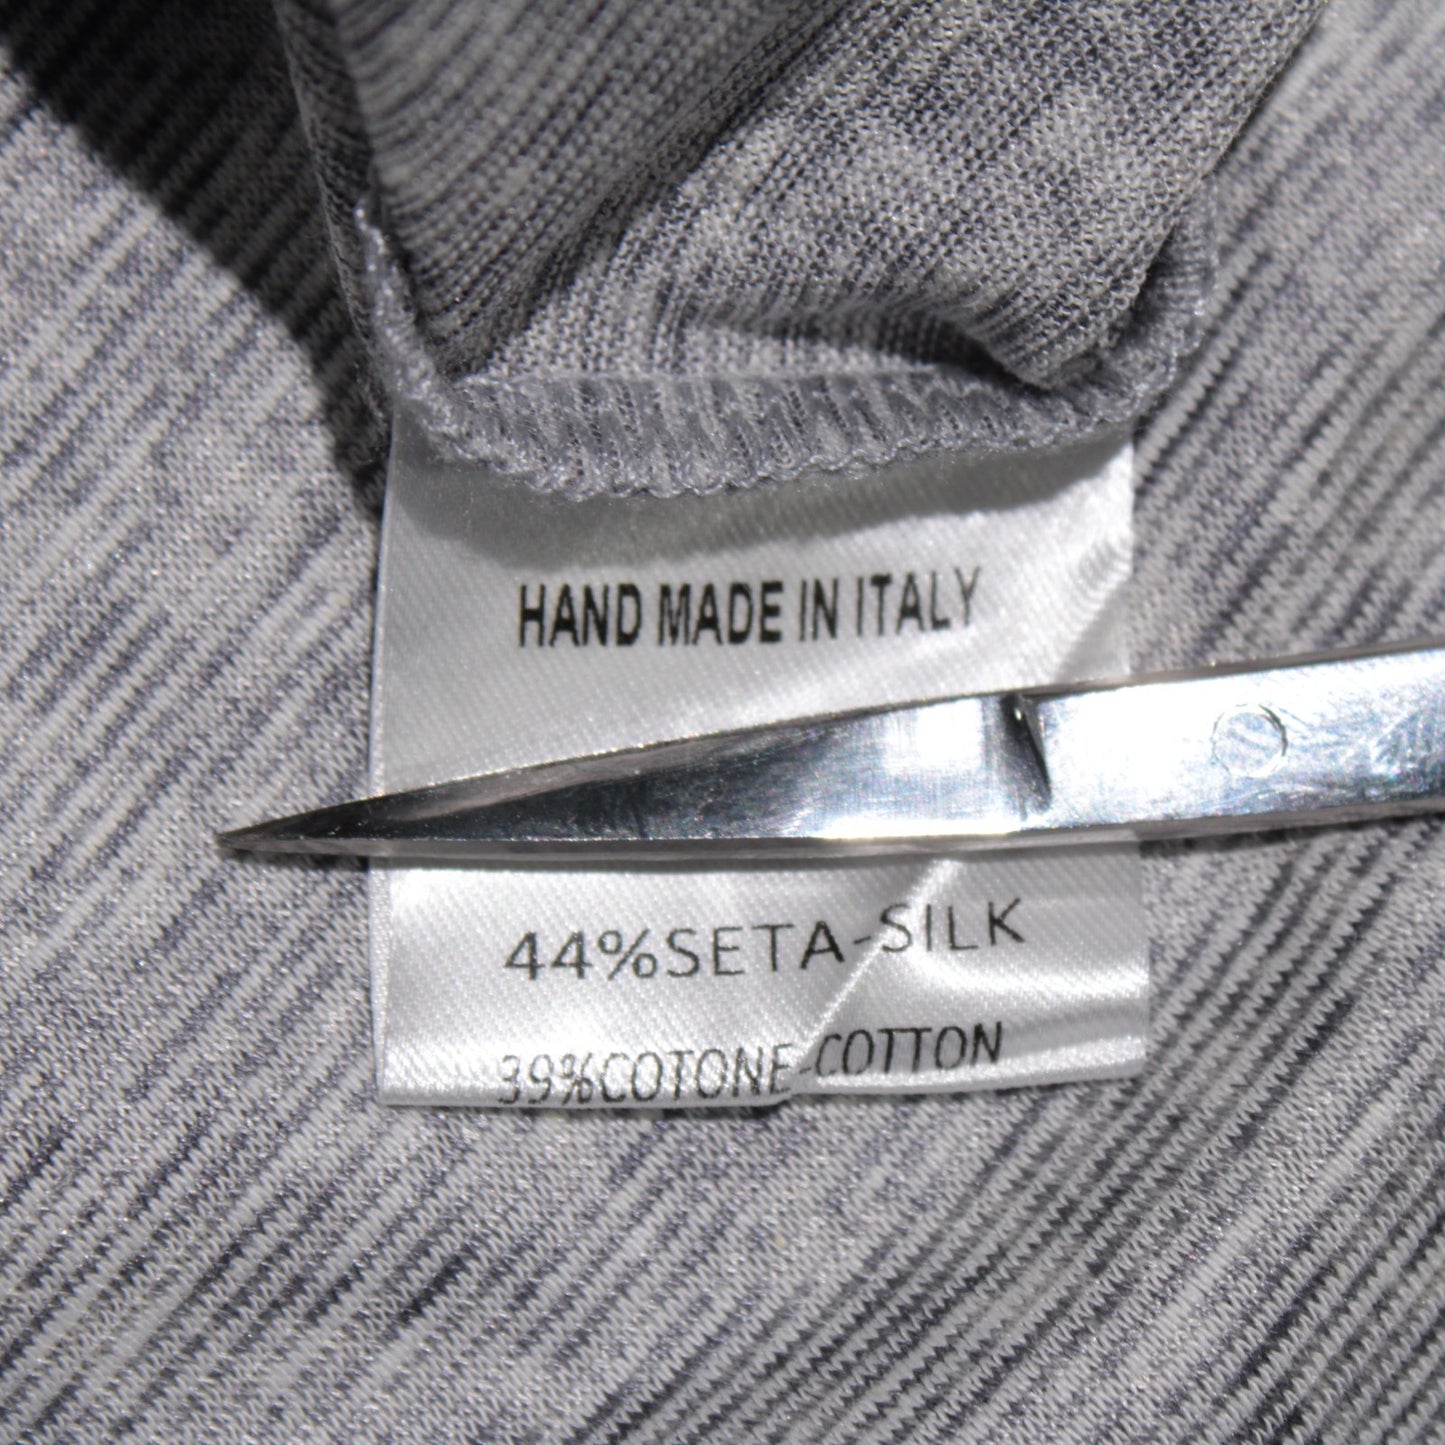 HAND MADE IN ITALY
44%SETA-SILK
39%COTONE-COTTON